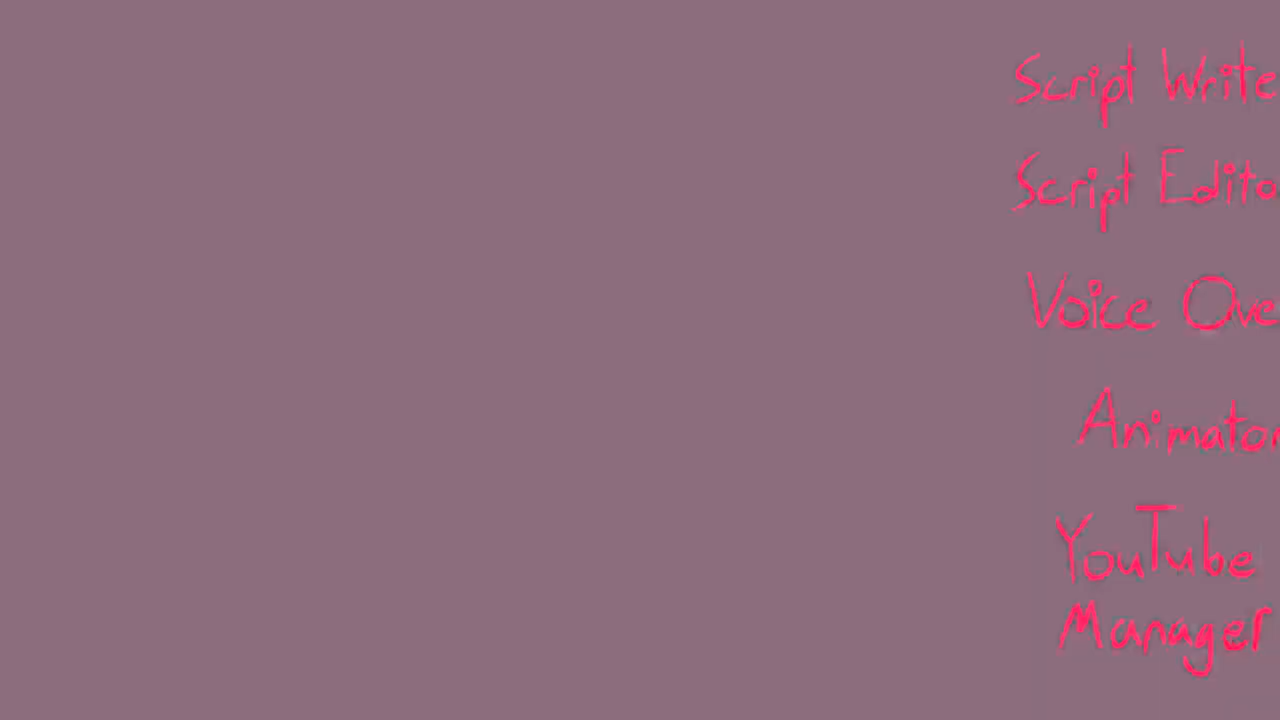 Script Write
Script Edito
Voice Ove
Animator
YouTube
Manager